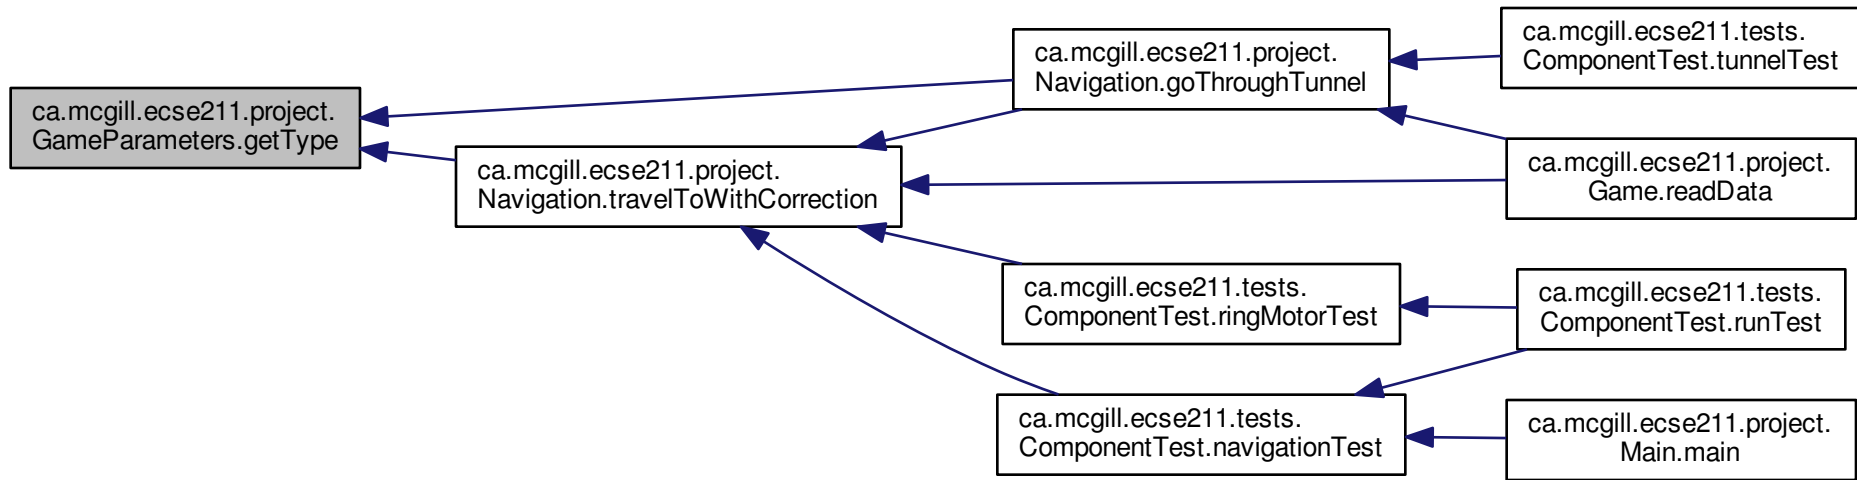 ca.mcgill.ecse211.project.
GameParameters.getType
ca.mcgill.ecse211.project.
Navigation.goThroughTunnel
ca.mcgill.ecse211.project.
Navigation.travelToWithCorrection
ca.mcgill.ecse211.tests.
ComponentTest.ringMotorTest
ca.mcgill.ecse211.tests.
ComponentTest.navigationTest
ca.mcgill.ecse211.tests.
ComponentTest.tunnelTest
ca.mcgill.ecse211.project.
Game.readData
ca.mcgill.ecse211.tests.
ComponentTest.runTest
ca.mcgill.ecse211.project.
Main.main